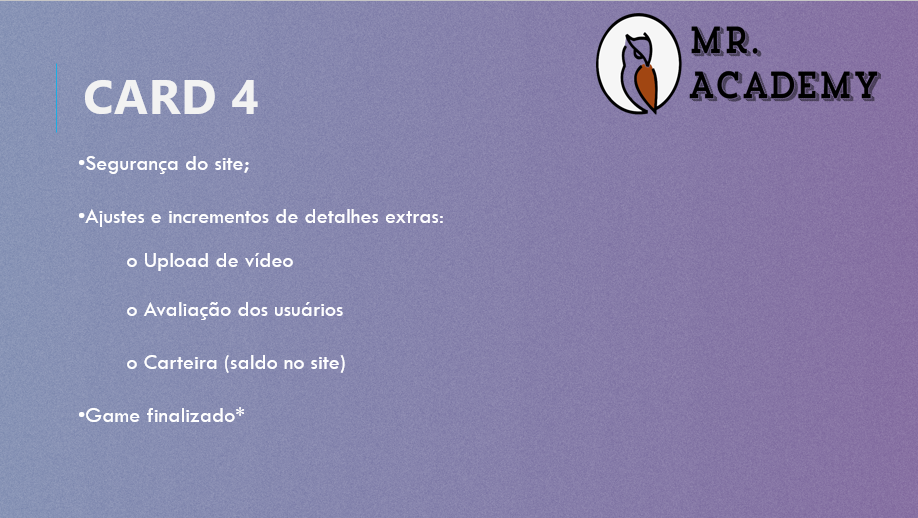 MR.
ACADEMY
CARD 4
•Segurança do site;
•Ajustes e incrementos de detalhes extras:
o Upload de vídeo
o Avaliação dos usuários
o Carteira (saldo no site)
•Game finalizado*